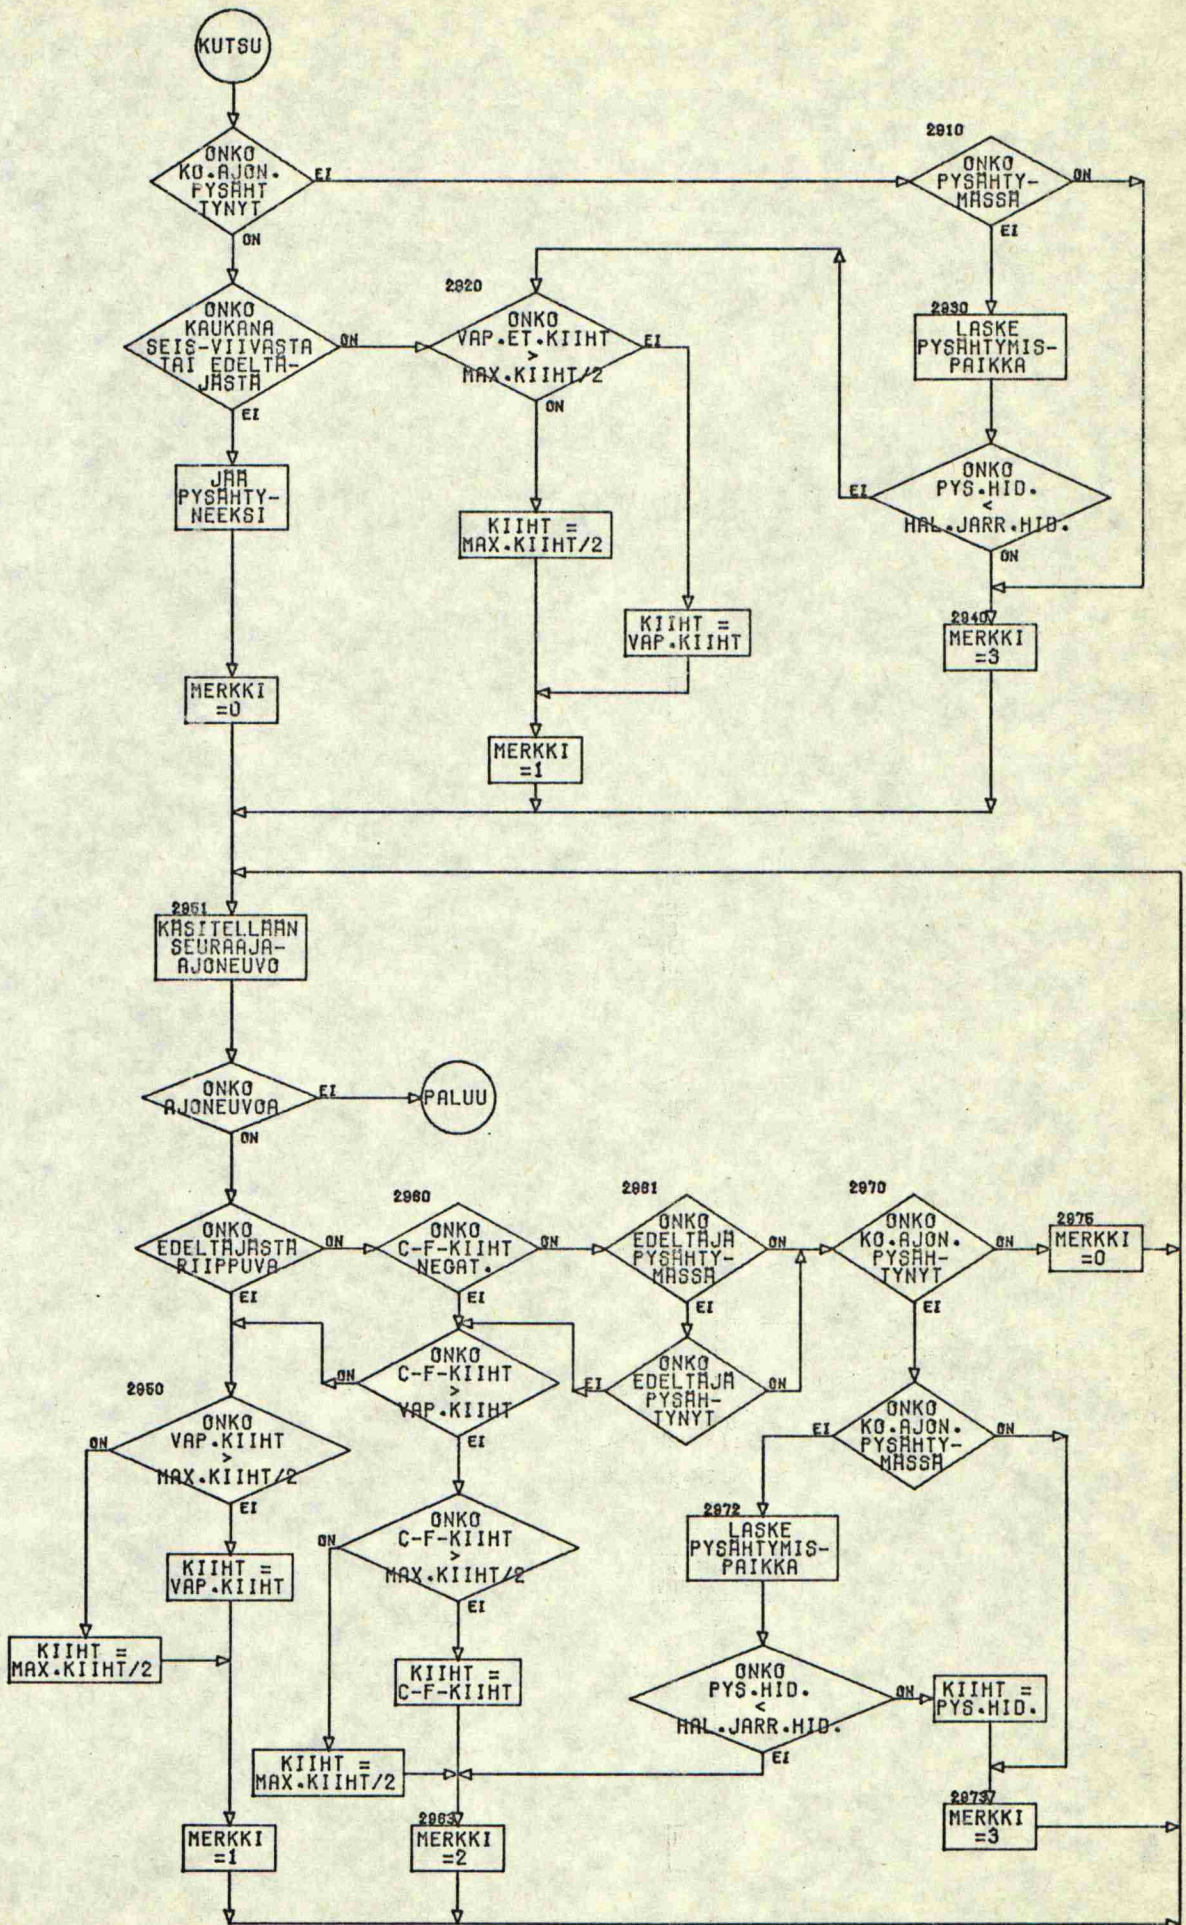 KUTSU
ONKO
KO.AJON.
PYSÄHT
TYNYT
EI
ON
2910
ONKO
PYSÄHTY-
MÄSSÄ
ON
EI
ONKO
KAUKANA
SEIS-VIIVASTA
TAI EDELTÄ-
JÄSTÄ
ON
EI
2920
ONKO
VAP.ET.KIIHT
>
MAX.KIIHT/2
EI
ON
2930
LASKE
PYSÄHTYMIS-
PAIKKA
JÄÄ
PYSÄHTY-
NEEKSI
KIIHT =
MAX.KIIHT/2
ONKO
PYS.HID.
<
HAL.JARR.HID.
EI
ON
KIIHT =
VAP.KIIHT
2940
MERKKI
=3
MERKKI
=0
MERKKI
=1
2951
KÄSITELLÄÄN
SEURAAJA-
AJONEUVO
ONKO
AJONEUVOA
EI
ON
PALUU
ONKO
EDELTÄJÄSTÄ
RIIPPUVA
ON
EI
2960
ONKO
C-F-KIIHT
NEGAT.
ON
EI
2961
ONKO
EDELTÄJÄ
PYSÄHTY-
MÄSSÄ
ON
EI
2970
ONKO
KO.AJON.
PYSÄH-
TYNYT
ON
EI
2975
MERKKI
=0
ONKO
C-F-KIIHT
>
VAP.KIIHT
ON
EI
ONKO
EDELTÄJÄ
PYSÄH-
TYNYT
EI
ON
ONKO
KO.AJON.
PYSÄHTY-
MÄSSÄ
EI
ON
2950
ONKO
VAP.KIIHT
>
MAX.KIIHT/2
ON
EI
ONKO
C-F-KIIHT
>
MAX.KIIHT/2
ON
EI
2972
LASKE
PYSÄHTYMIS-
PAIKKA
KIIHT =
VAP.KIIHT
KIIHT =
MAX.KIIHT/2
KIIHT =
C-F-KIIHT
ONKO
PYS.HID.
<
HAL.JARR.HID.
ON
EI
KIIHT =
PYS.HID.
KIIHT =
MAX.KIIHT/2
2973
MERKKI
=3
MERKKI
=1
2963
MERKKI
=2